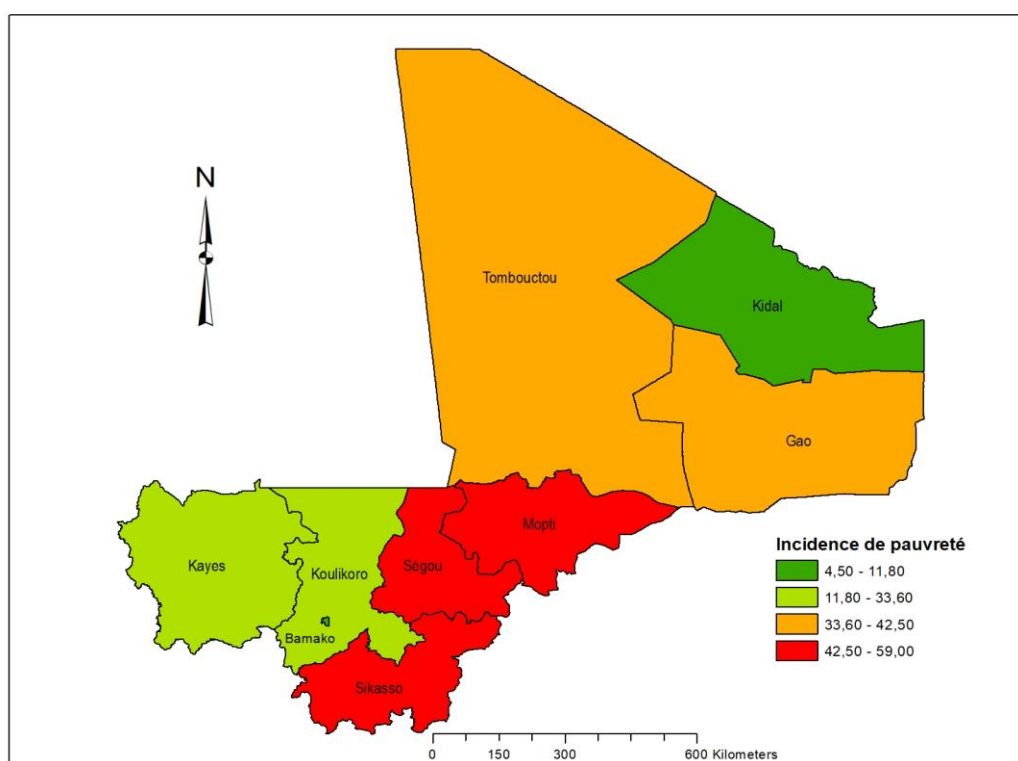 N
Tombouctou
Kidal
Gao
Mopti
Ségou
Kayes
Koulikoro
Bamako
Sikasso
Incidence de pauvreté
4,50 - 11,80
11,80 - 33,60
33,60 - 42,50
42,50 - 59,00
0 150 300 600 Kilometers